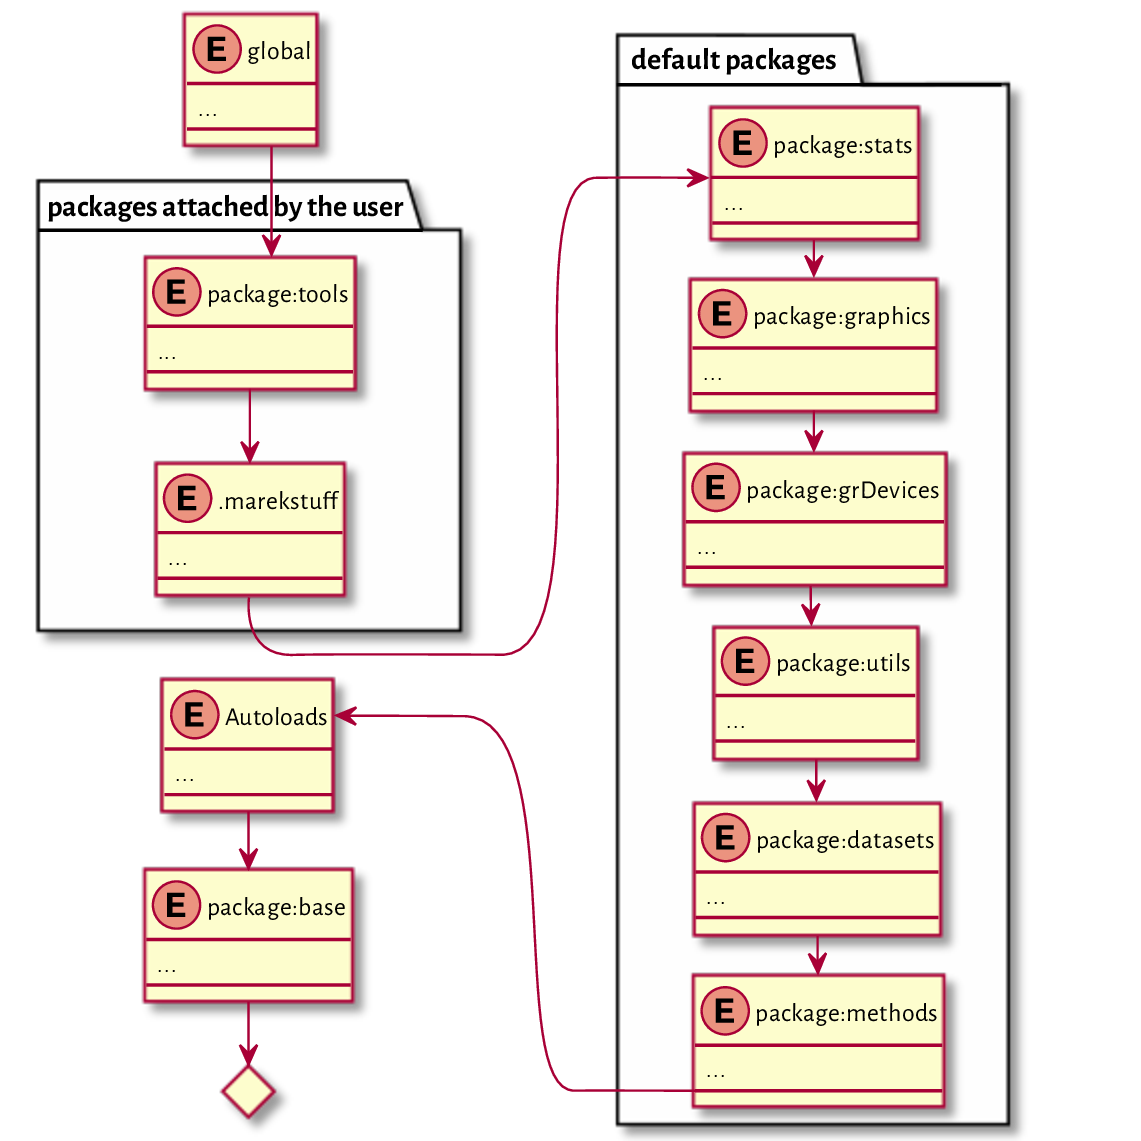 E global
...
packages attached by the user
E package:tools
...
E .marekstuff
...
default packages
E package:stats
...
E package:graphics
...
E package:grDevices
...
E package:utils
...
E package:datasets
...
E package:methods
...
E Autoloads
...
E package:base
...